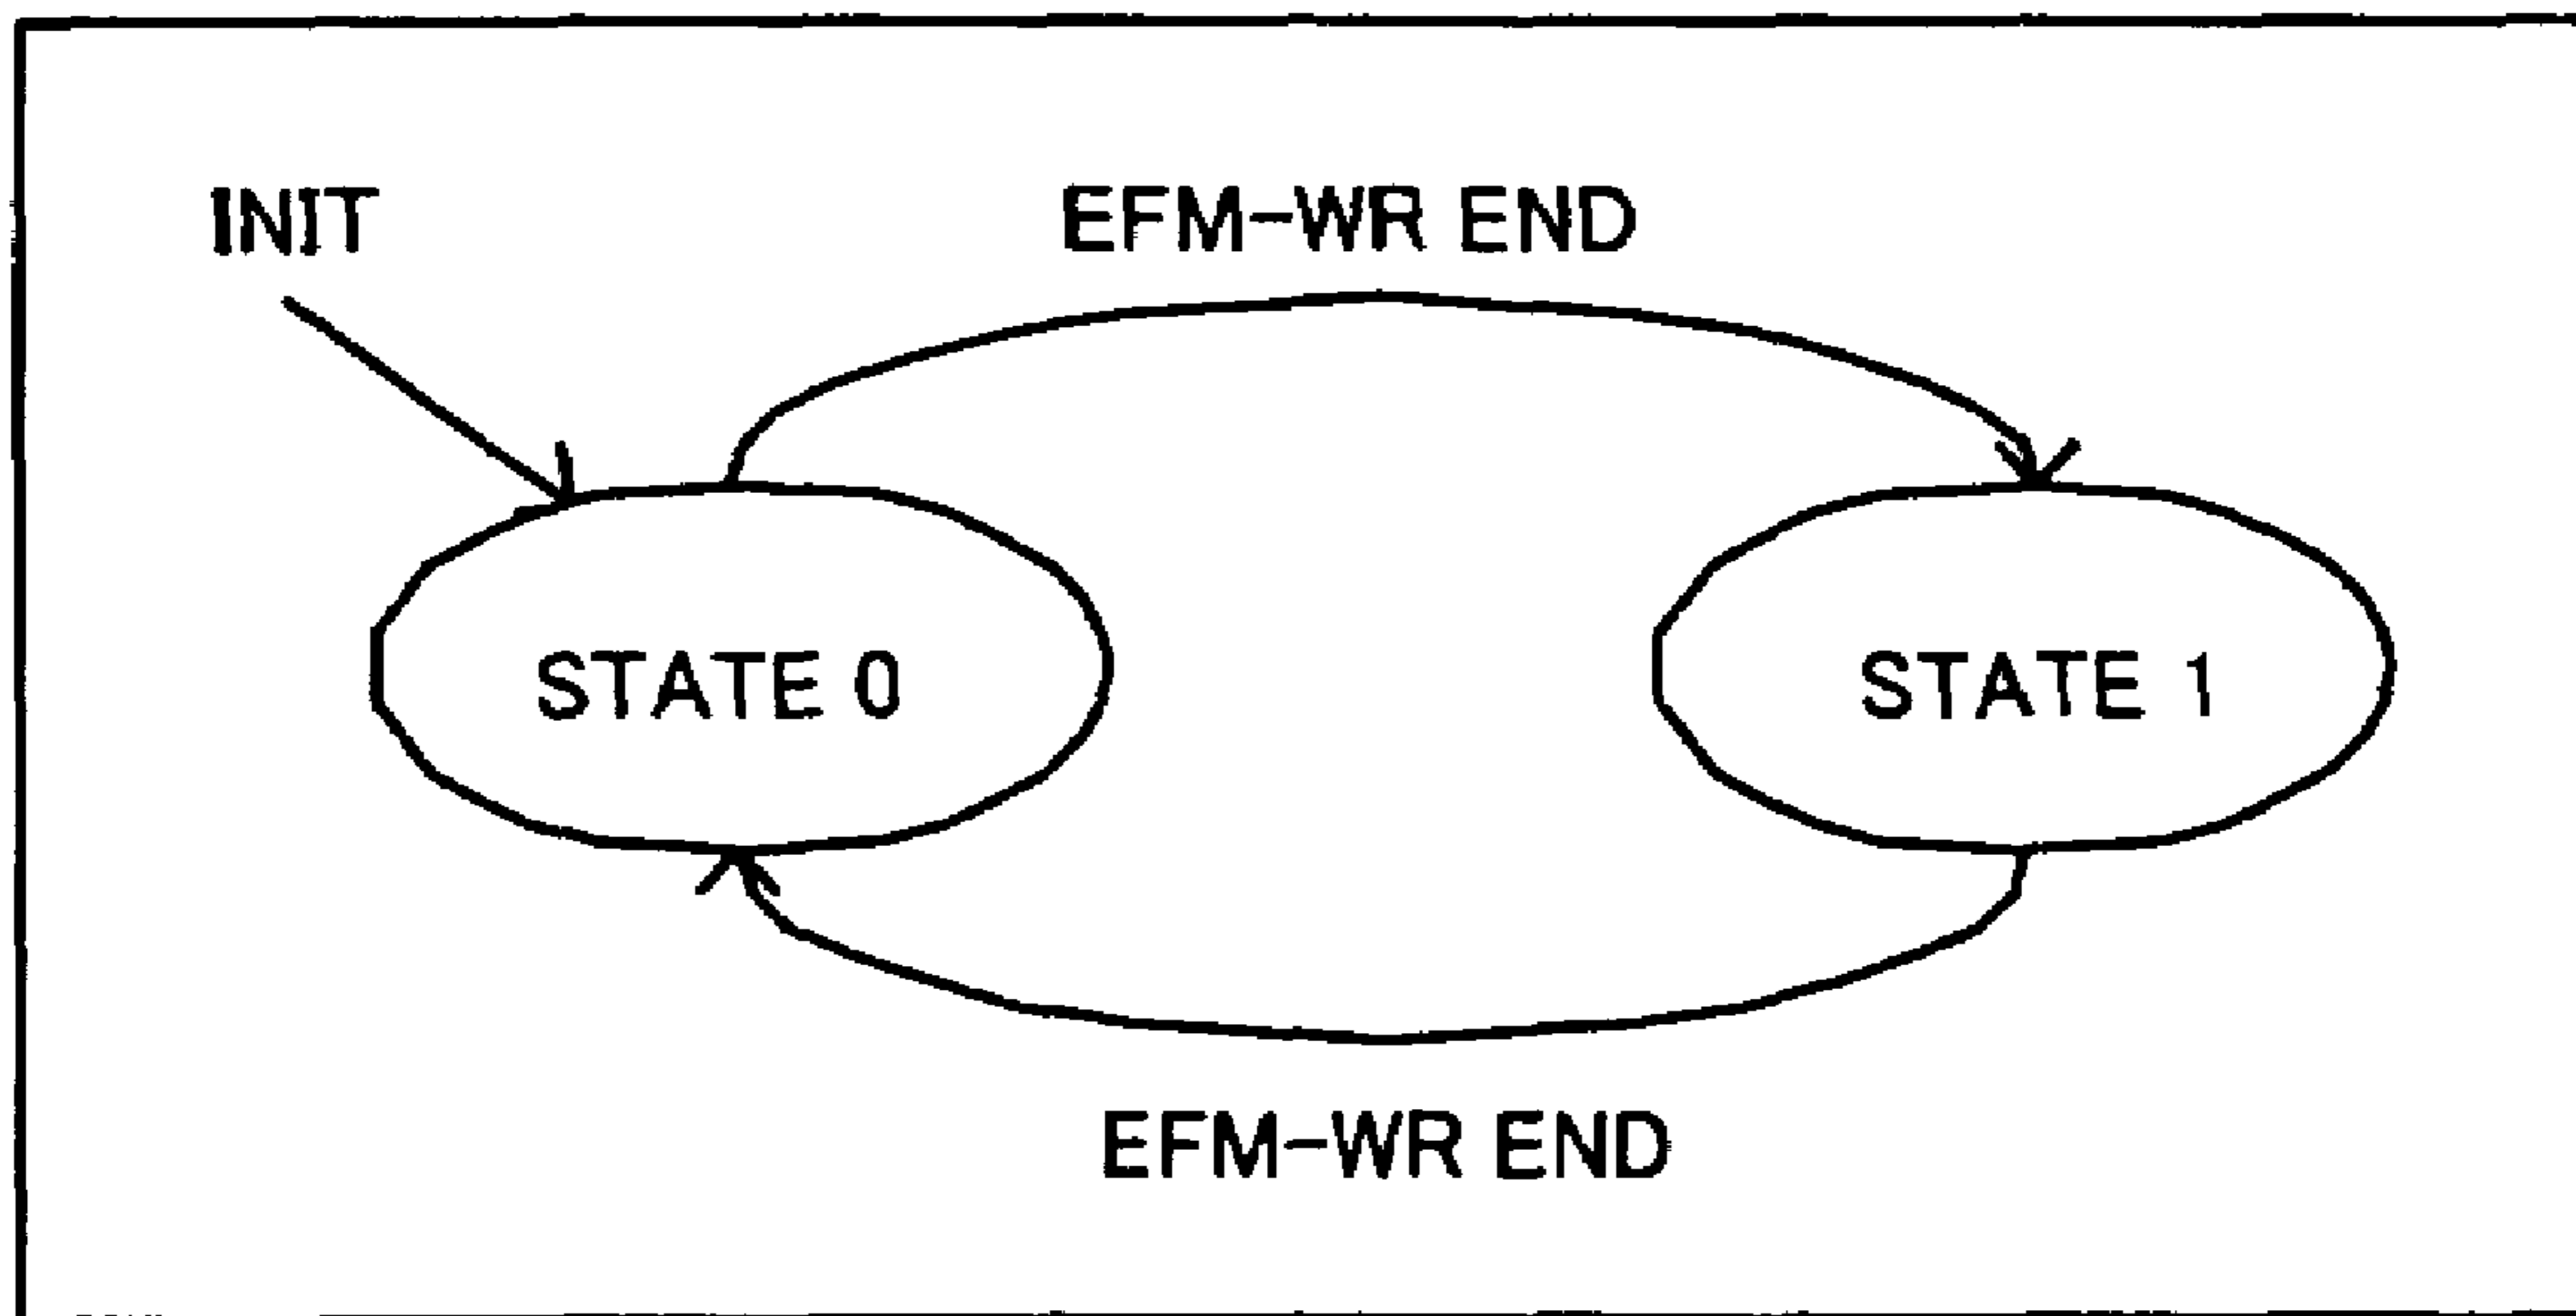 INIT
EFM-WR END
STATE 0
STATE 1
EFM-WR END